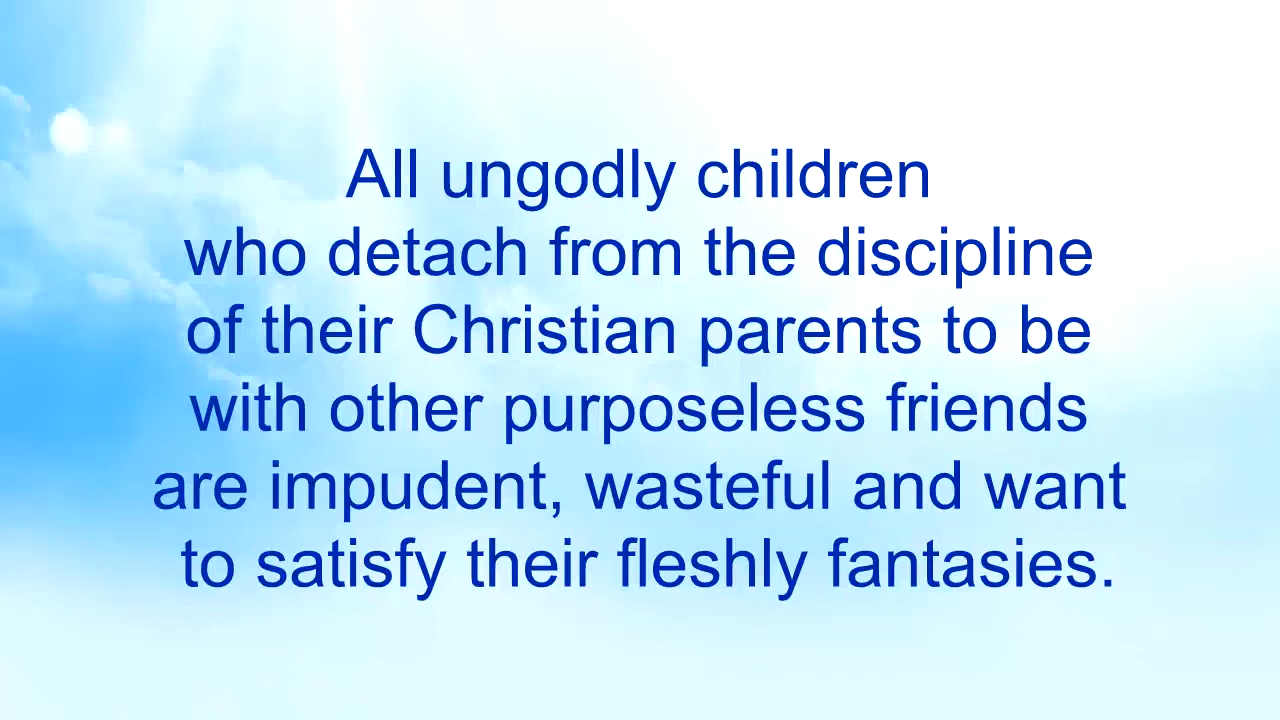 All ungodly children
who detach from the discipline
of their Christian parents to be
with other purposeless friends
are impudent, wasteful and want
to satisfy their fleshly fantasies.